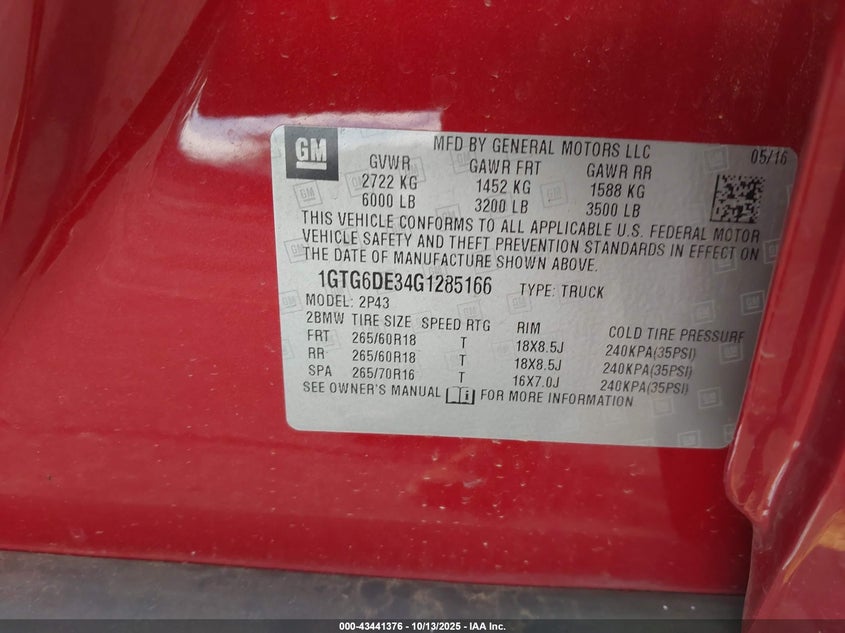 GM
MFD BY GENERAL MOTORS LLC 05/16
GVWR GAWR FRT GAWR RR
2722 KG 1452 KG 1588 KG
6000 LB 3200 LB 3500 LB
THIS VEHICLE CONFORMS TO ALL APPLICABLE U.S. FEDERAL MOTOR
VEHICLE SAFETY AND THEFT PREVENTION STANDARDS IN EFFECT ON
THE DATE OF MANUFACTURE SHOWN ABOVE.
1GTG6DE34G1285166 TYPE: TRUCK
MODEL: 2P43
2BMW TIRE SIZE SPEED RTG RIM COLD TIRE PRESSURE
FRT 265/60R18 T 18X8.5J 240KPA(35PSI)
RR 265/60R18 T 18X8.5J 240KPA(35PSI)
SPA 265/70R16 T 16X7.0J 240KPA(35PSI)
SEE OWNER'S MANUAL FOR MORE INFORMATION
000-43441376 | 10/13/2025 - IAA Inc.